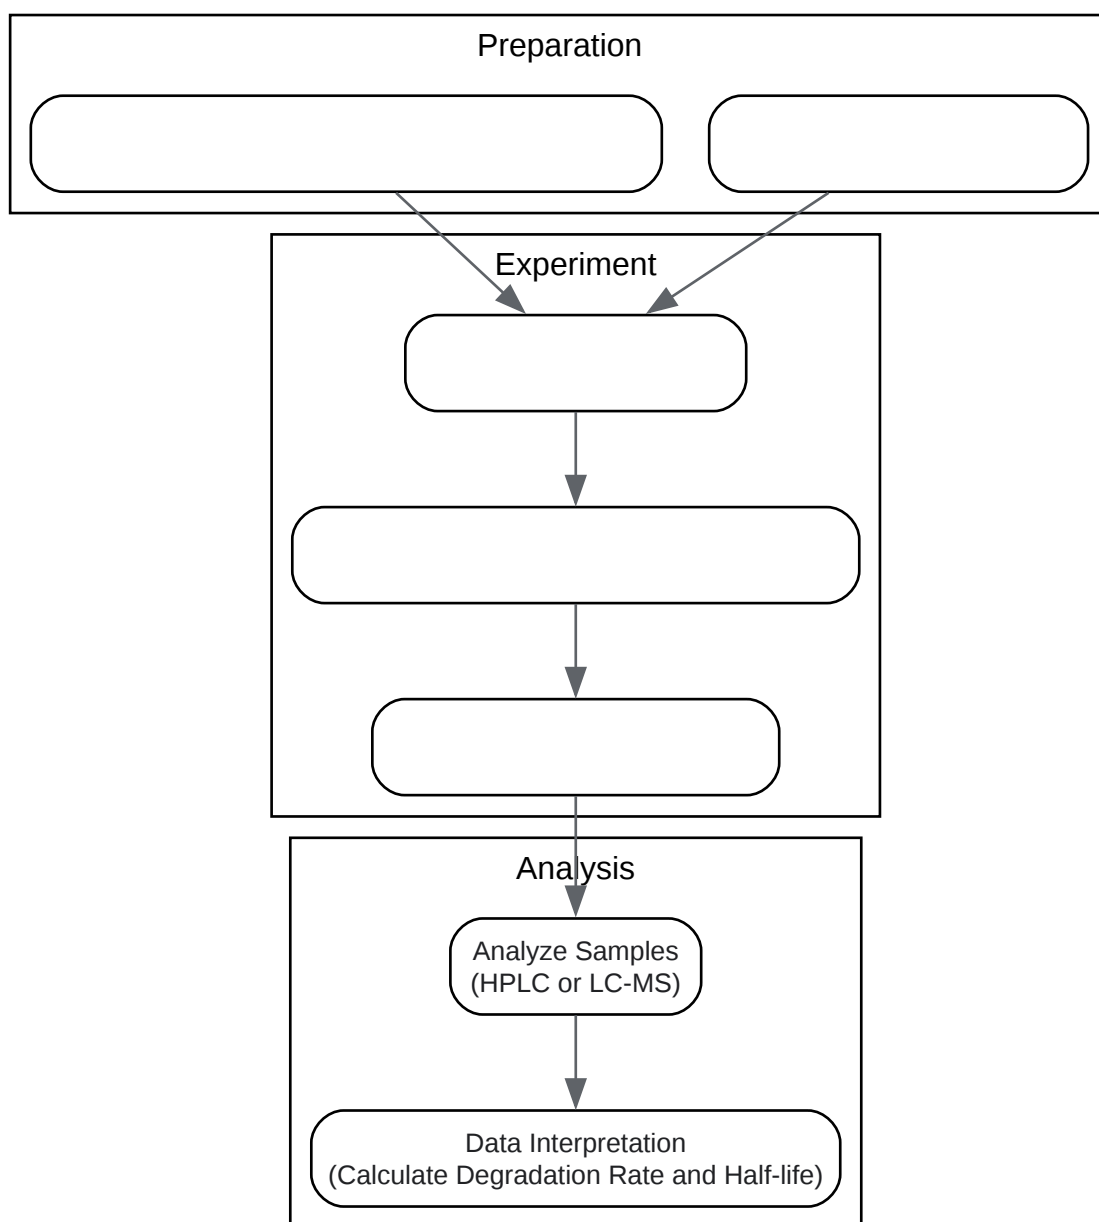 Preparation
Experiment
Analysis
Analyze Samples
(HPLC or LC-MS)
Data Interpretation
(Calculate Degradation Rate and Half-life)